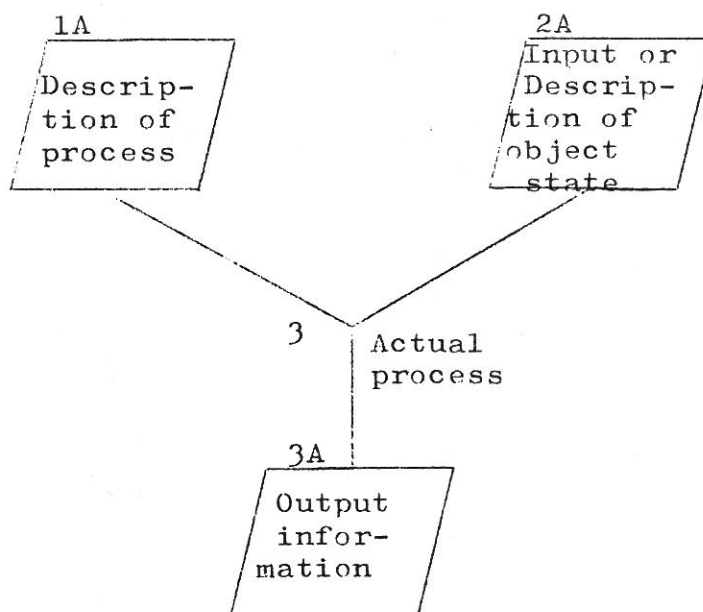 1A
Descrip-
tion of
process
2A
Input or
Descrip-
tion of
object
state
3
Actual
process
3A
Output
infor-
mation